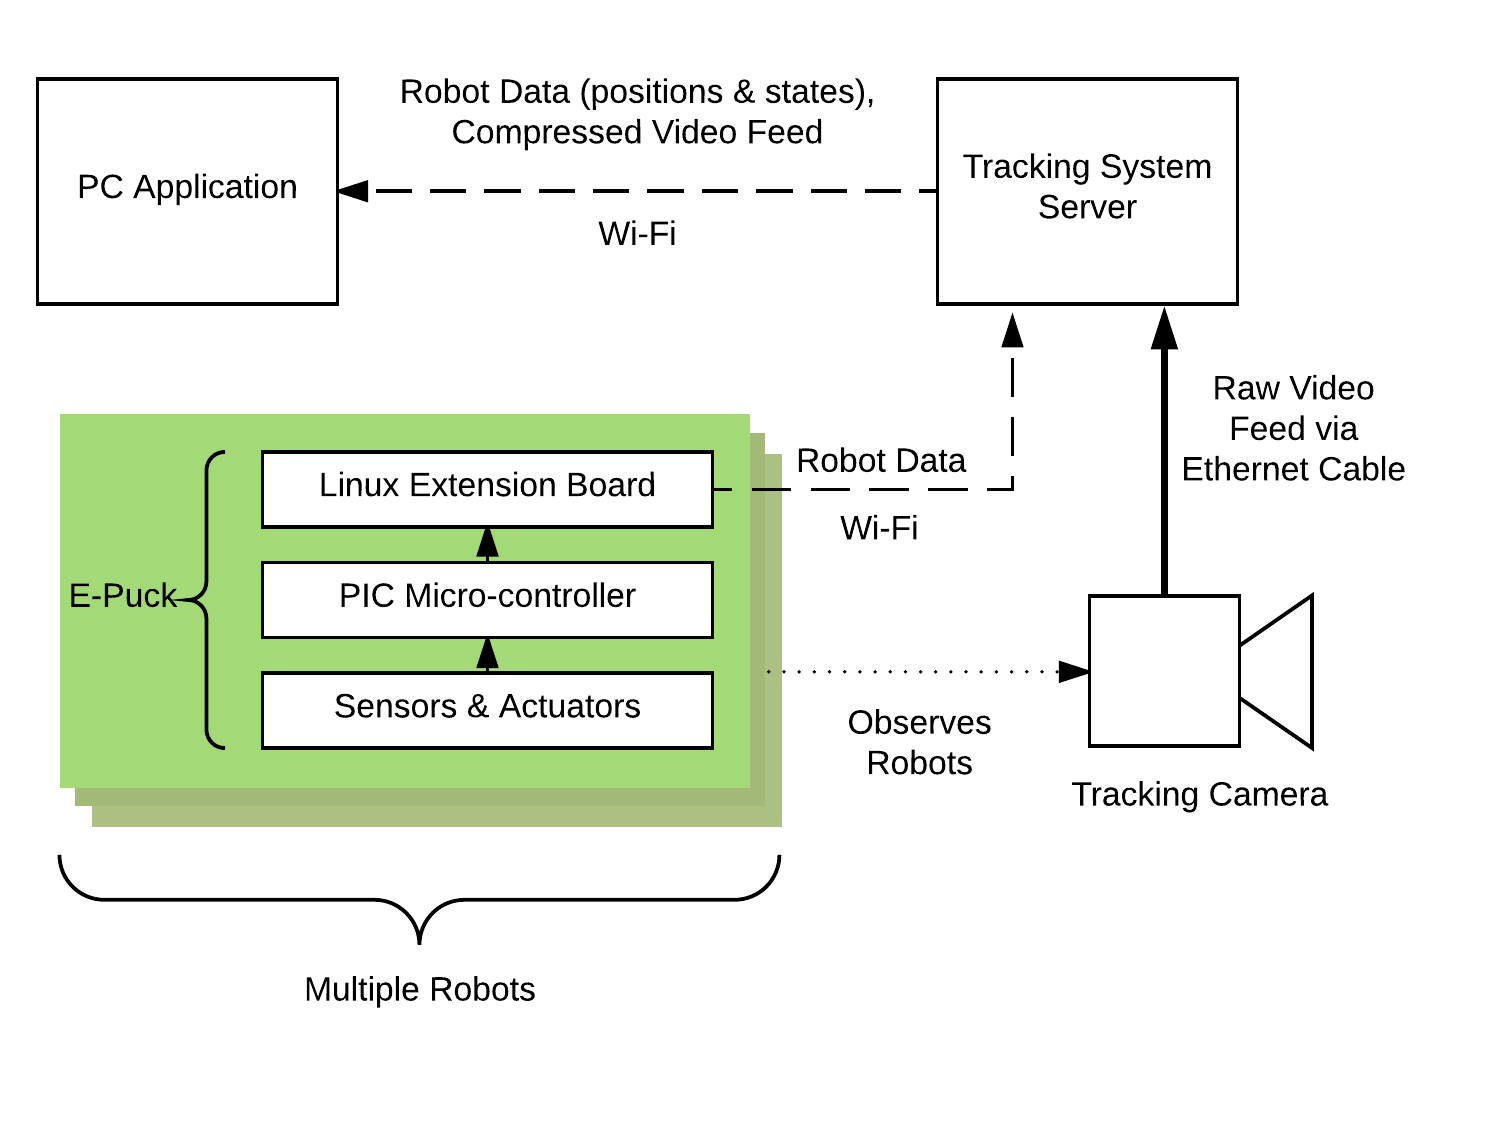 Robot Data (positions & states),
Compressed Video Feed
PC Application
Tracking System
Server
Wi-Fi
Raw Video
Feed via
Ethernet Cable
Linux Extension Board
Robot Data
Wi-Fi
E-Puck
PIC Micro-controller
Sensors & Actuators
Observes
Robots
Tracking Camera
Multiple Robots